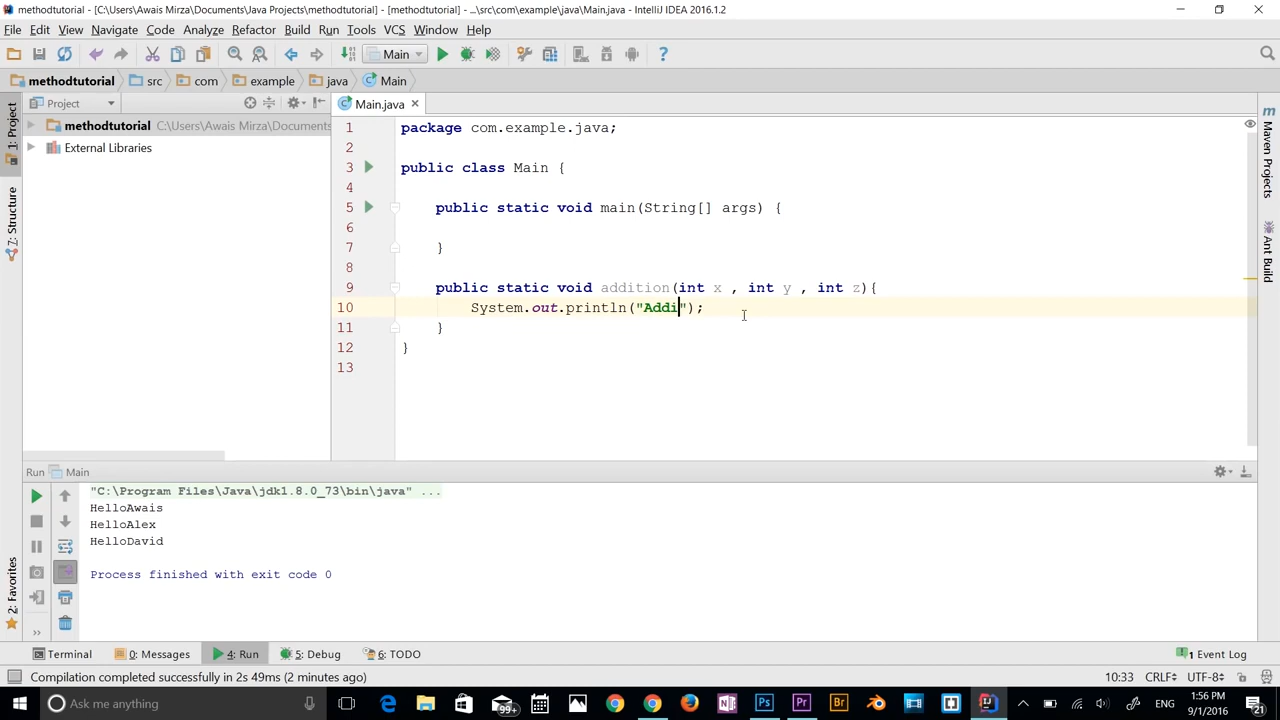 methodtutorial - [C:\Users\Awais Mirza\Documents\Java Projects\methodtutorial] - [methodtutorial] - ...\src\com\example\java\Main.java - IntelliJ IDEA 2016.1.2
File Edit View Navigate Code Analyze Refactor Build Run Tools VCS Window Help
Main
methodtutorial src com example java Main
Project
Main.java
1: Project
7: Structure
2: Favorites
methodtutorial C:\Users\Awais Mirza\Documents
External Libraries
1 package com.example.java;
2
3 public class Main {
4
5 public static void main(String[] args) {
6
7 }
8
9 public static void addition(int x , int y , int z){
10 System.out.println("Addi");
11 }
12 }
13
Maven Projects
Ant Build
Run Main
"C:\Program Files\Java\jdk1.8.0_73\bin\java" ...
HelloAwais
HelloAlex
HelloDavid
Process finished with exit code 0
Terminal 0: Messages 4: Run 5: Debug 6: TODO 1 Event Log
Compilation completed successfully in 2s 49ms (2 minutes ago) 10:33 CRLF÷ UTF-8÷
Ask me anything 99+ Ps Pr Br ENG 1:56 PM
9/1/2016 21